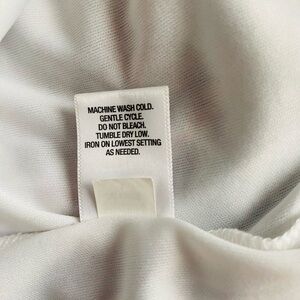 MACHINE WASH COLD.
GENTLE CYCLE.
DO NOT BLEACH.
TUMBLE DRY LOW.
IRON ON LOWEST SETTING
AS NEEDED.